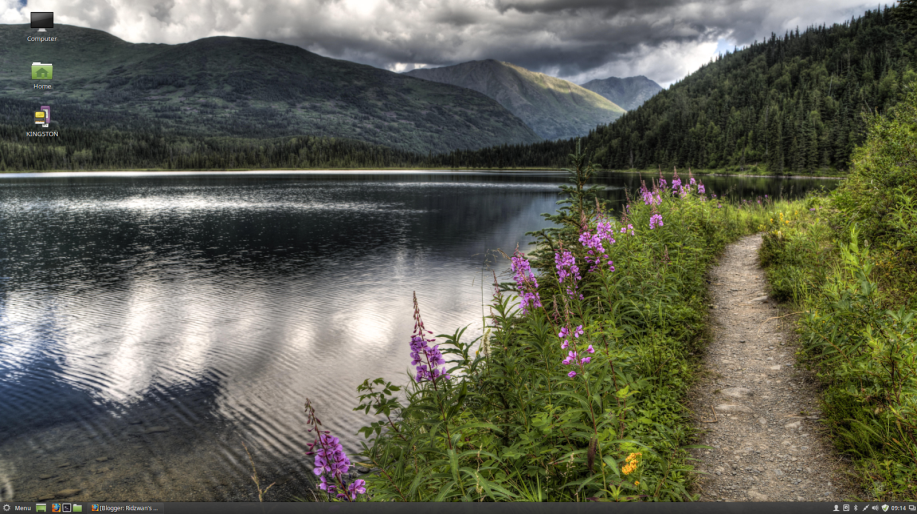 Computer
Home
KINGSTON
Menu
[Blogger: Ridzwan's ...
09:14